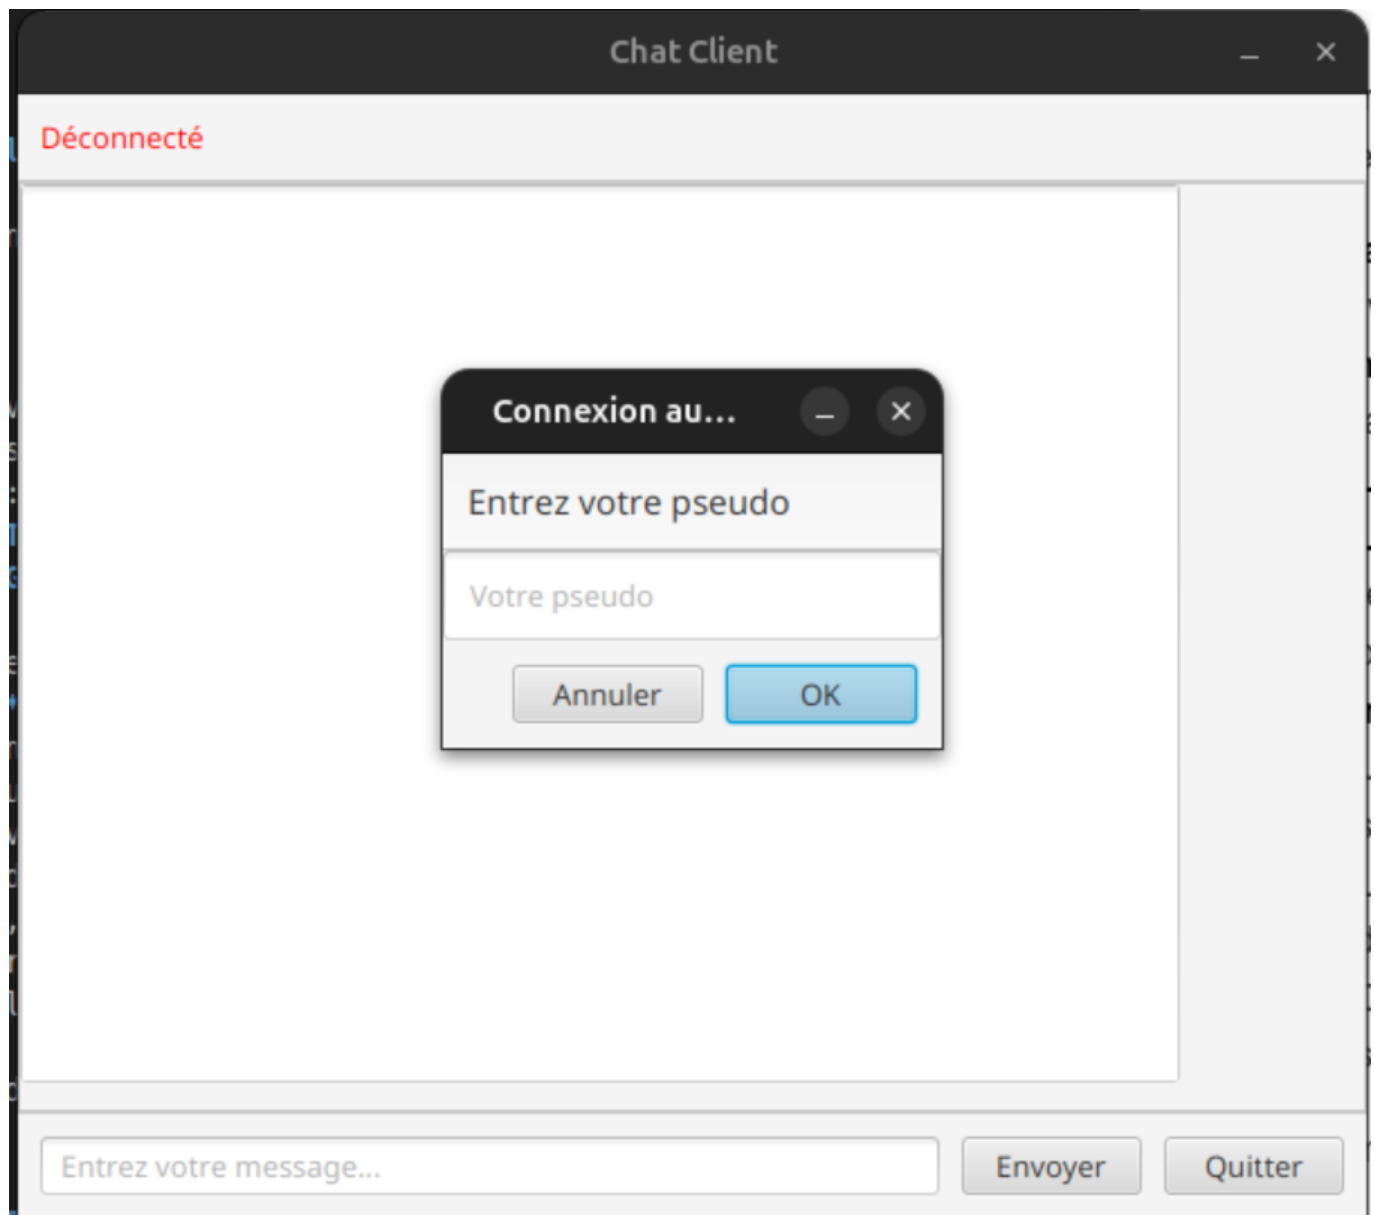 Chat Client
Déconnecté
Connexion au...
Entrez votre pseudo
Votre pseudo
Annuler OK
Entrez votre message... Envoyer Quitter